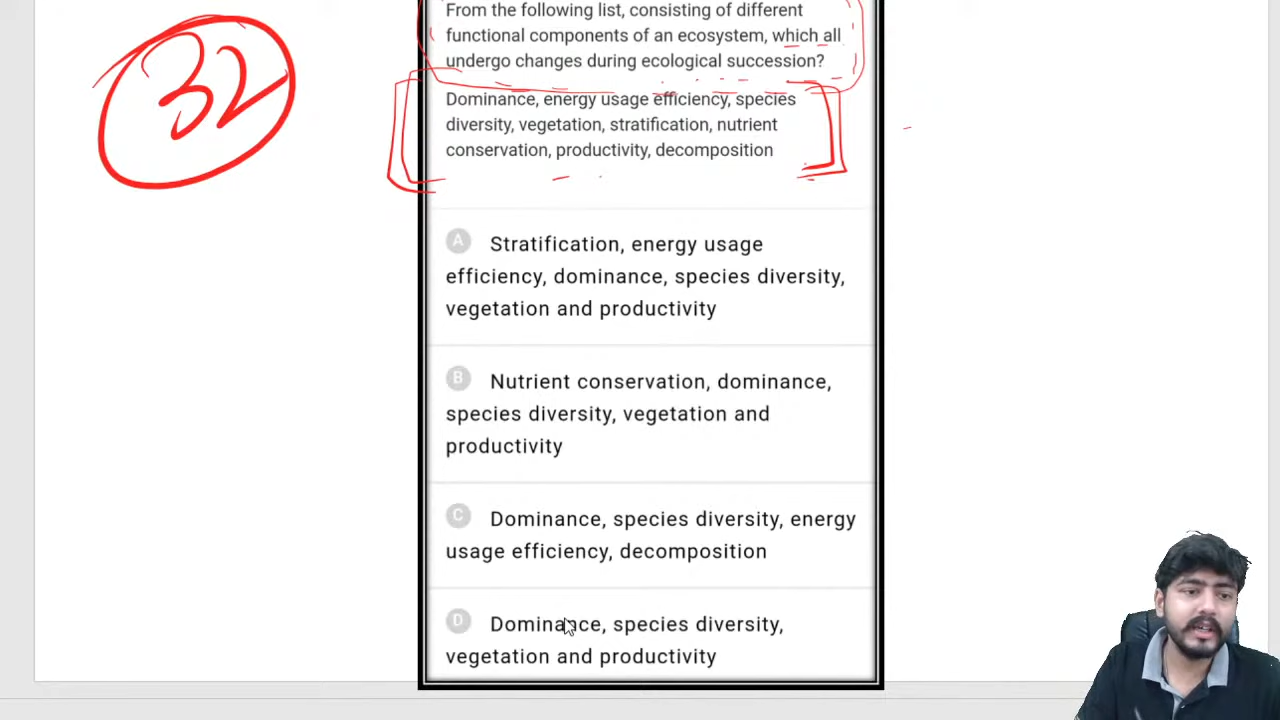 32
From the following list, consisting of different
functional components of an ecosystem, which all
undergo changes during ecological succession?
Dominance, energy usage efficiency, species
diversity, vegetation, stratification, nutrient
conservation, productivity, decomposition
A Stratification, energy usage
efficiency, dominance, species diversity,
vegetation and productivity
B Nutrient conservation, dominance,
species diversity, vegetation and
productivity
C Dominance, species diversity, energy
usage efficiency, decomposition
D Dominance, species diversity,
vegetation and productivity